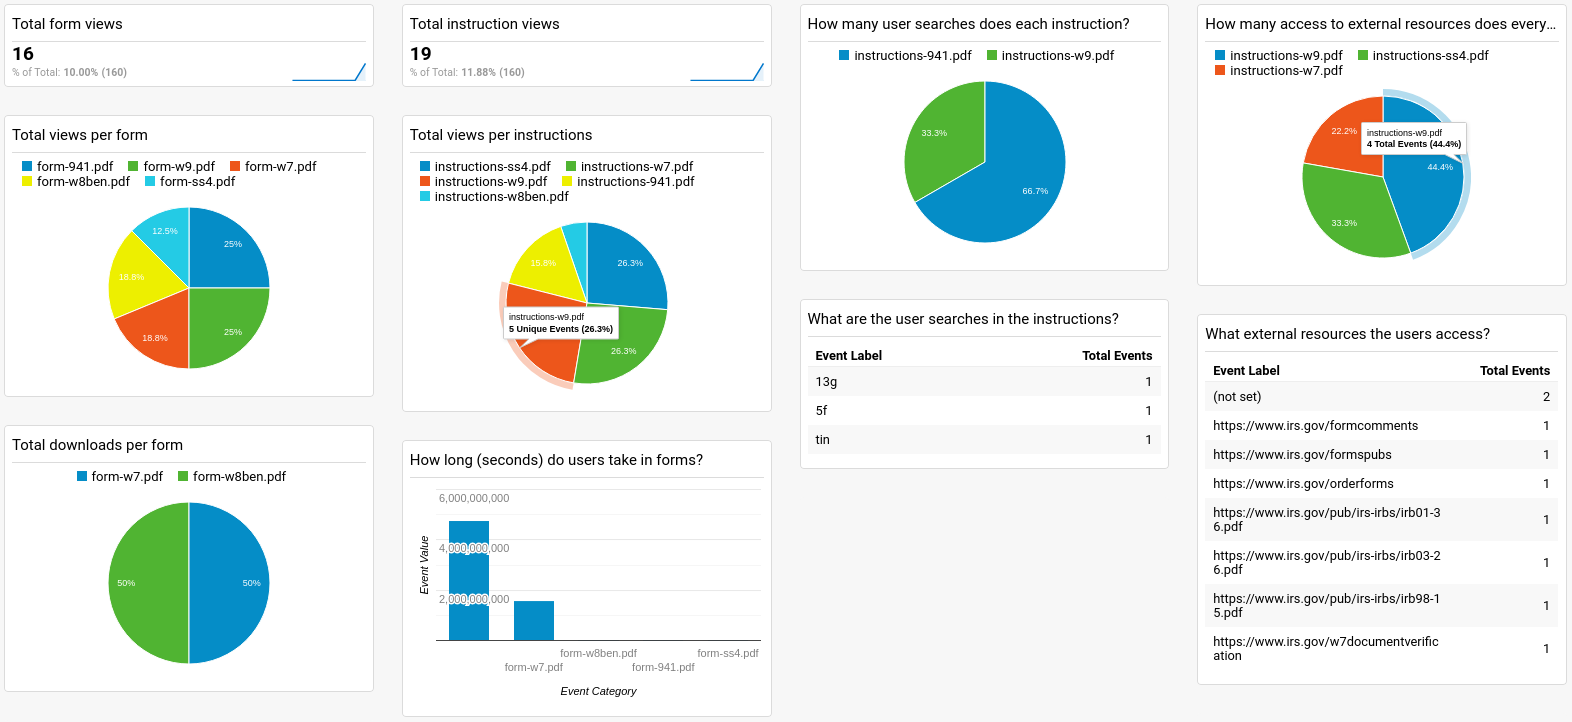 Total form views
16
% of Total: 10.00% (160)
Total views per form
form-941.pdf form-w9.pdf form-w7.pdf
form-w8ben.pdf form-ss4.pdf
12.5%
25%
18.8%
18.8%
25%
Total downloads per form
form-w7.pdf form-w8ben.pdf
50%
50%
Total instruction views
19
% of Total: 11.88% (160)
Total views per instructions
instructions-ss4.pdf instructions-w7.pdf
instructions-w9.pdf instructions-941.pdf
instructions-w8ben.pdf
15.8%
26.3%
instructions-w9.pdf
5 Unique Events (26.3%)
26.3%
How long (seconds) do users take in forms?
6,000,000,000
4,000,000,000
2,000,000,000
Event Value
form-w8ben.pdf form-ss4.pdf
form-w7.pdf form-941.pdf
Event Category
How many user searches does each instruction?
instructions-941.pdf instructions-w9.pdf
33.3%
66.7%
What are the user searches in the instructions?
Event Label Total Events
13g 1
5f 1
tin 1
How many access to external resources does every…
instructions-w9.pdf instructions-ss4.pdf
instructions-w7.pdf
22.2%
instructions-w9.pdf
4 Total Events (44.4%)
44.4%
33.3%
What external resources the users access?
Event Label Total Events
(not set) 2
https://www.irs.gov/formcomments 1
https://www.irs.gov/formspubs 1
https://www.irs.gov/orderforms 1
https://www.irs.gov/pub/irs-irbs/irb01-3
6.pdf 1
https://www.irs.gov/pub/irs-irbs/irb03-2
6.pdf 1
https://www.irs.gov/pub/irs-irbs/irb98-1
5.pdf 1
https://www.irs.gov/w7documentverific
ation 1